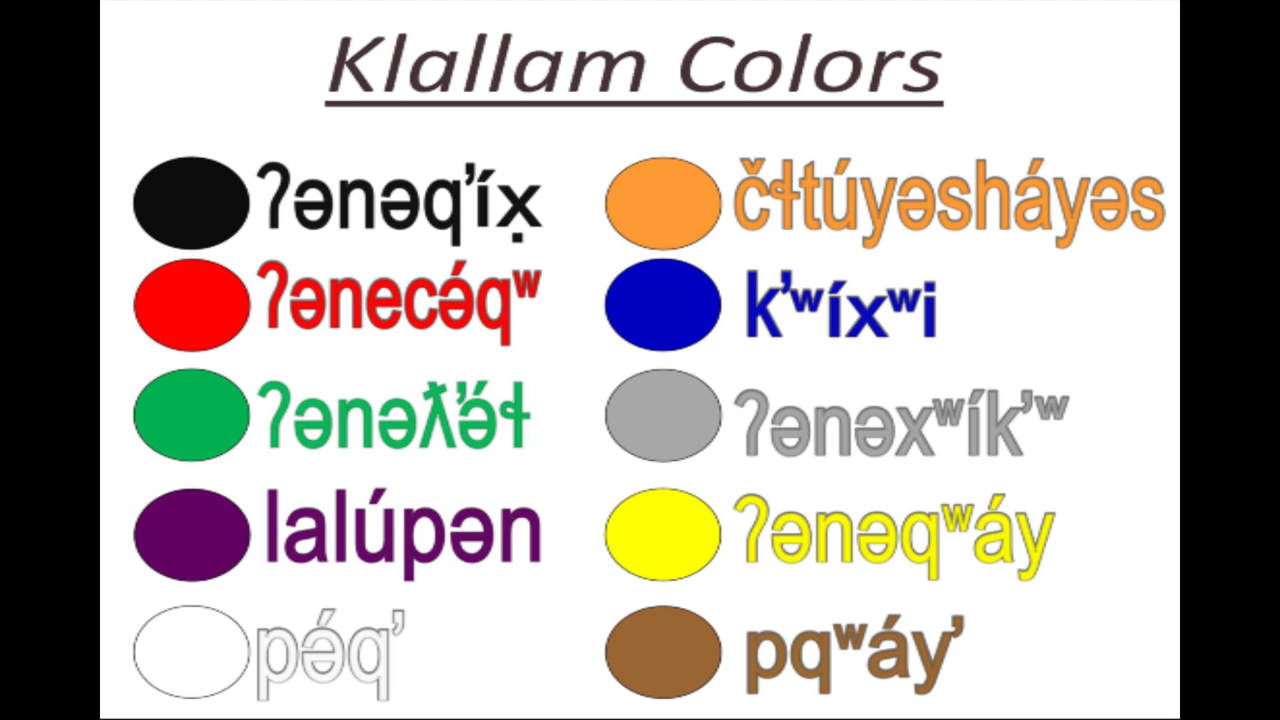 Klallam Colors
ʔənəq̓íx̣
ʔənecə́qʷ
ʔənəƛ̓ə́ɬ
lalúpən
pə́q̓
čɬtúyəsháyəs
k̓ʷíxʷi
ʔənəxʷík̓ʷ
ʔənəqʷáy
pqʷáy̓